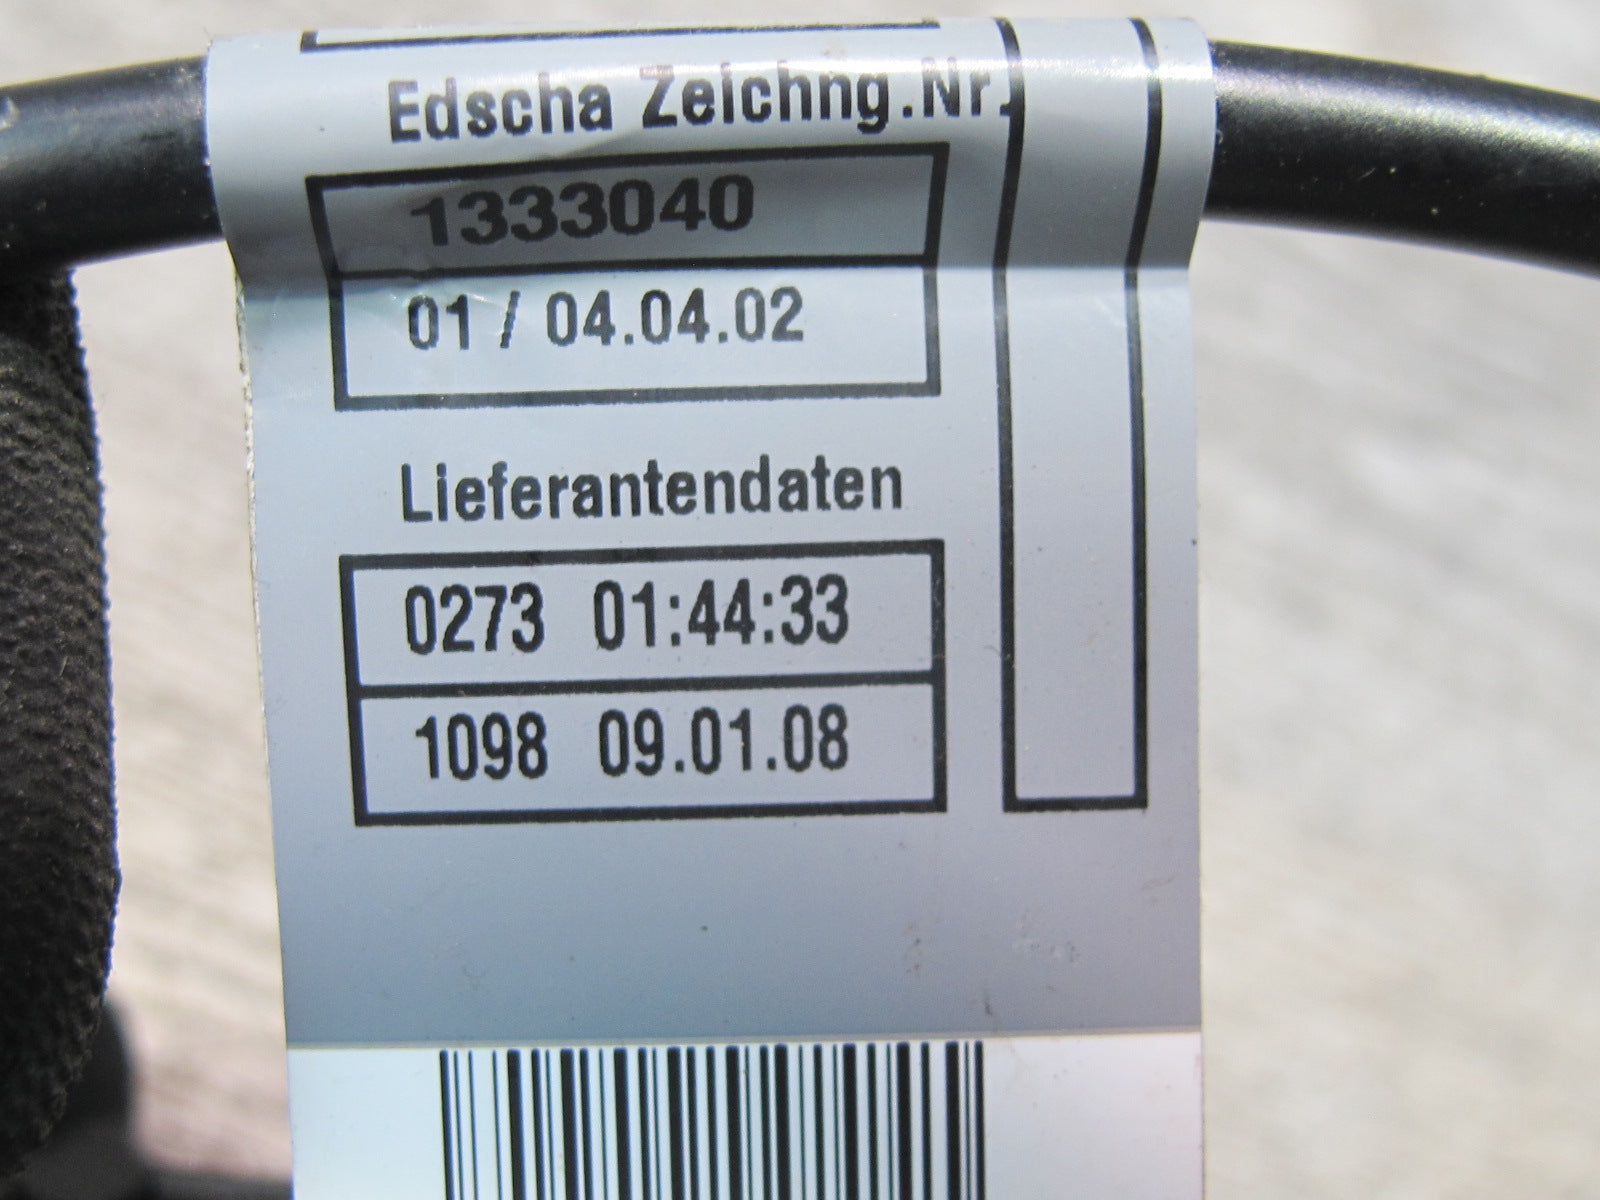 Edscha Zeichng.Nr.
1333040
01 / 04.04.02
Lieferantendaten
0273 01:44:33
1098 09.01.08